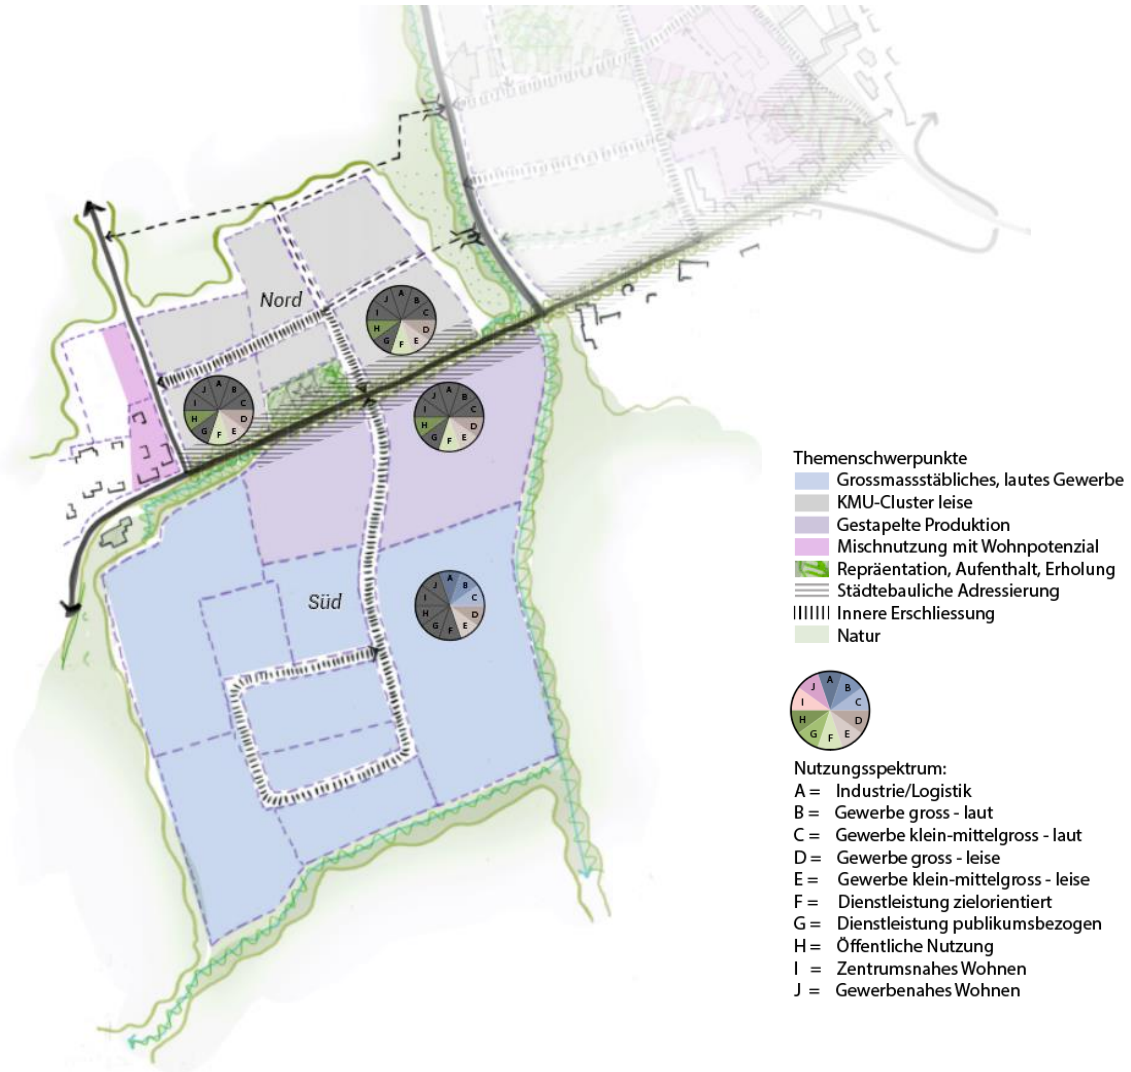 Nord
J A B
I C
H D
G F E
J A B
I C
H D
G F E
J A B
I C
H D
G F E
Süd
J A B
I C
H D
G F E
Themenschwerpunkte
Grossmassstäbliches, lautes Gewerbe
KMU-Cluster leise
Gestapelte Produktion
Mischnutzung mit Wohnpotenzial
Repräentation, Aufenthalt, Erholung
Städtebauliche Adressierung
Innere Erschliessung
Natur
J A B
I C
H D
G F E
Nutzungsspektrum:
A = Industrie/Logistik
B = Gewerbe gross - laut
C = Gewerbe klein-mittelgross - laut
D = Gewerbe gross - leise
E = Gewerbe klein-mittelgross - leise
F = Dienstleistung zielorientiert
G = Dienstleistung publikumsbezogen
H = Öffentliche Nutzung
I = Zentrumsnahes Wohnen
J = Gewerbenahes Wohnen